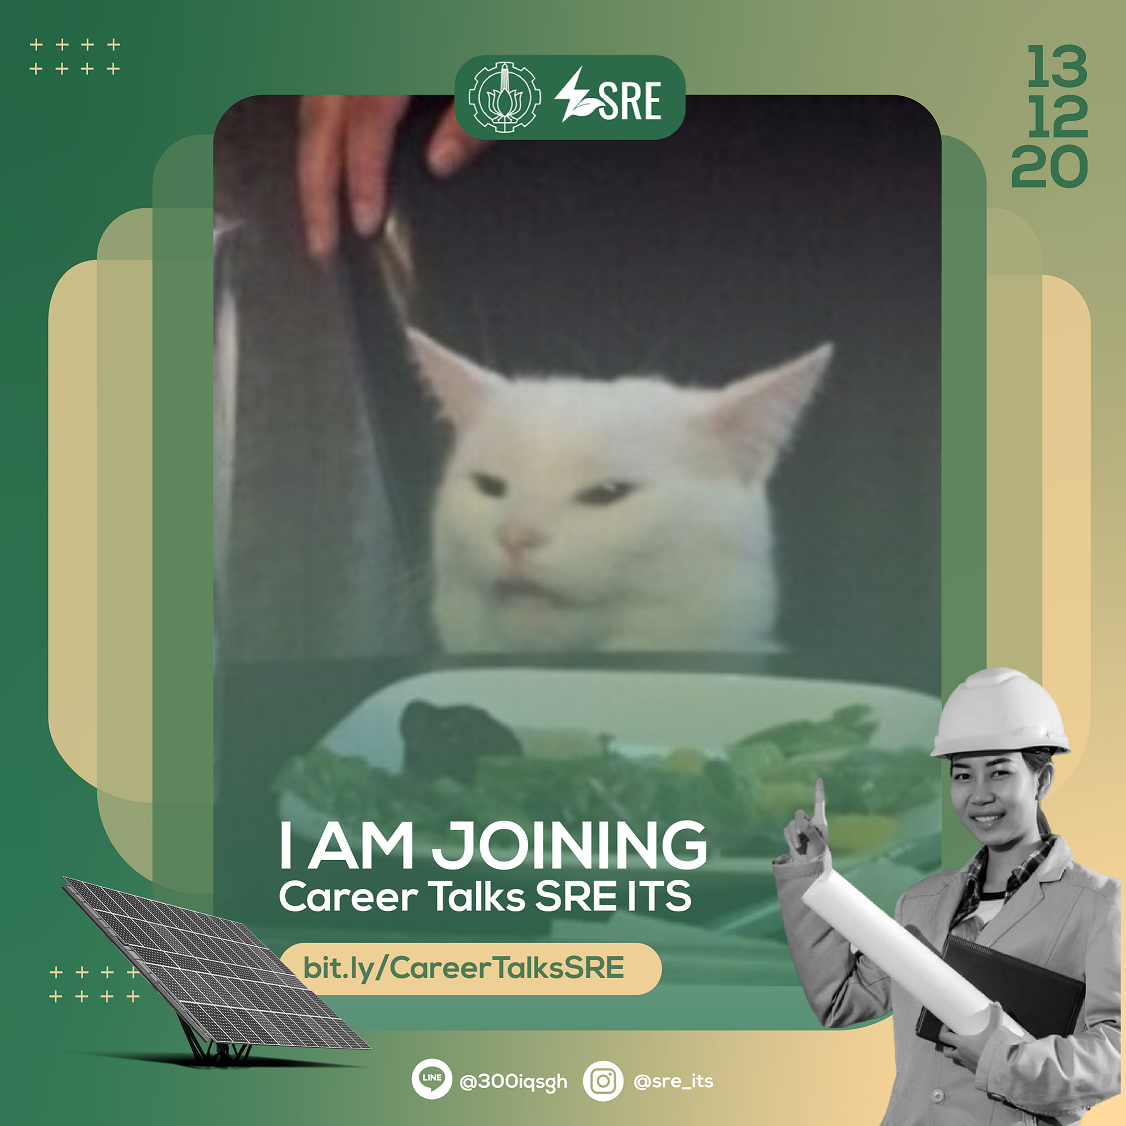 SRE
13
12
20
I AM JOINING
Career Talks SRE ITS
bit.ly/CareerTalksSRE
LINE
@300iqsgh
@sre_its